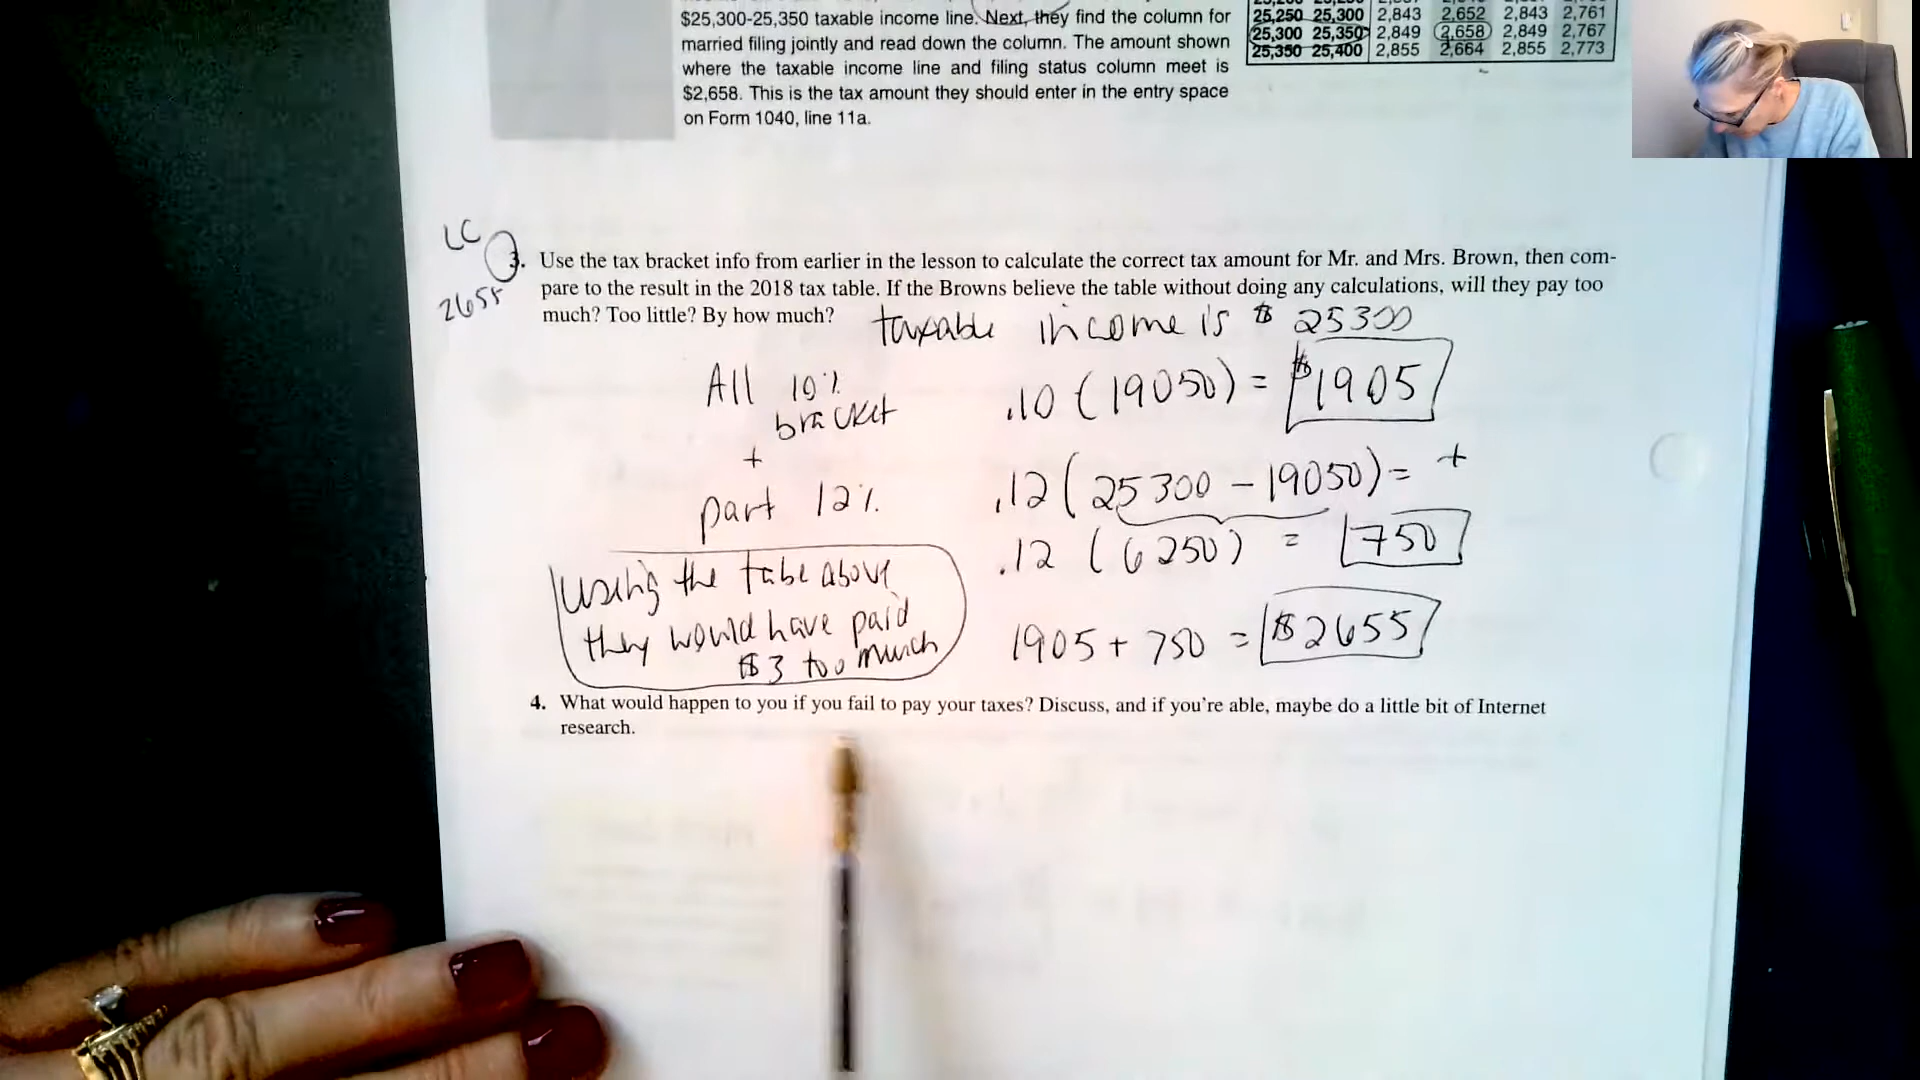 $25,300-25,350 taxable income line. Next, they find the column for
married filing jointly and read down the column. The amount shown
where the taxable income line and filing status column meet is
$2,658. This is the tax amount they should enter in the entry space
on Form 1040, line 11a.
25,250 25,300 2,843 2,652 2,843 2,761
25,300 25,350 2,849 2,658 2,849 2,767
25,350 25,400 2,855 2,664 2,855 2,773
LC
2655
3. Use the tax bracket info from earlier in the lesson to calculate the correct tax amount for Mr. and Mrs. Brown, then com-
pare to the result in the 2018 tax table. If the Browns believe the table without doing any calculations, will they pay too
much? Too little? By how much?
taxable income is $ 25300
All 10%
bracket
+
part 12%
.10 (19050) = $1905
+
.12 (25300 - 19050) =
.12 (6250) = 750
1905 + 750 = $2655
using the table above
they would have paid
$3 too much
4. What would happen to you if you fail to pay your taxes? Discuss, and if you're able, maybe do a little bit of Internet
research.